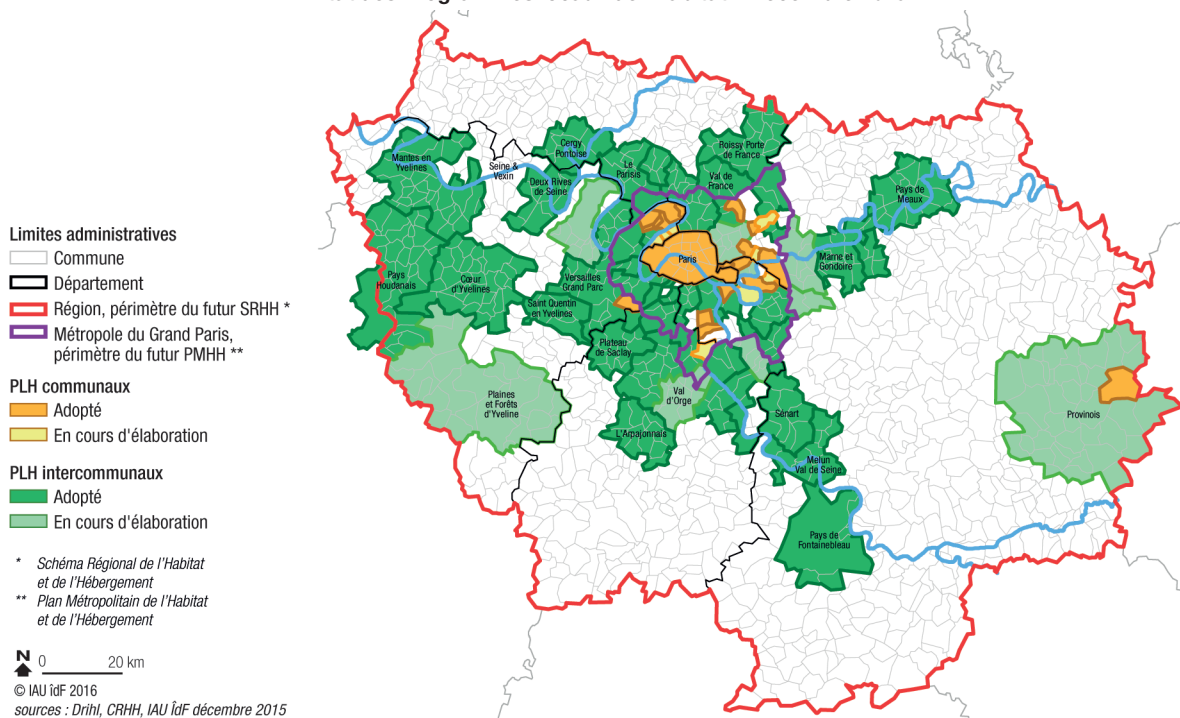 Limites administratives
Commune
Département
Région, périmètre du futur SRHH *
Métropole du Grand Paris,
périmètre du futur PMHH **
PLH communaux
Adopté
En cours d'élaboration
PLH intercommunaux
Adopté
En cours d'élaboration
* Schéma Régional de l'Habitat
et de l'Hébergement
** Plan Métropolitain de l'Habitat
et de l'Hébergement
N
0 20 km
© IAU îdF 2016
sources : Drihl, CRHH, IAU ÎdF décembre 2015
Mantes en
Yvelines
Seine &
Vexin
Cergy
Pontoise
Deux Rives
de Seine
Le
Parisis
Roissy Porte
de France
Val de
France
Pays de
Meaux
Marne et
Gondoire
Paris
Pays
Houdanais
Cœur
d'Yvelines
Versailles
Grand Parc
Saint Quentin
en Yvelines
Plateau
de Saclay
Plaines
et Forêts
d'Yveline
Val
d'Orge
L'Arpajonnais
Sénart
Melun
Val de Seine
Pays de
Fontainebleau
Provinois